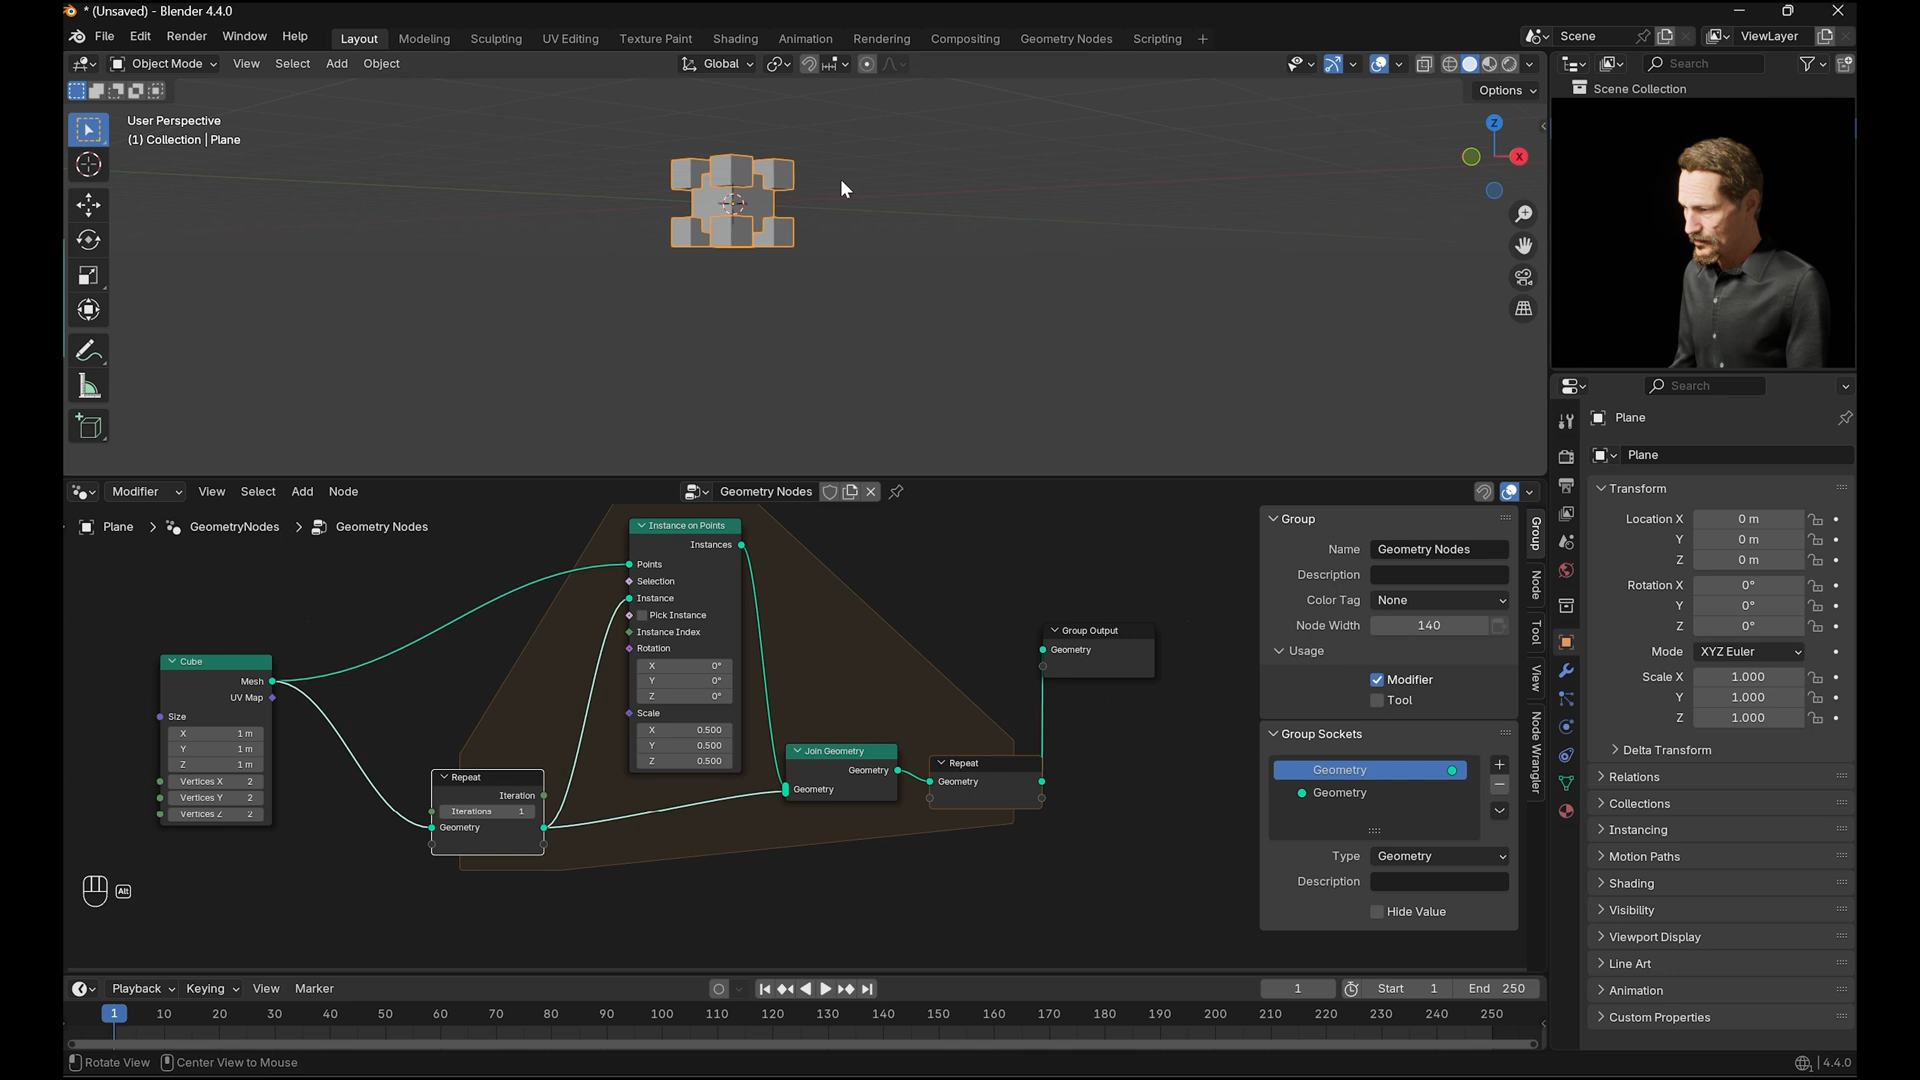 * (Unsaved) - Blender 4.4.0
File Edit Render Window Help Layout Modeling Sculpting UV Editing Texture Paint Shading Animation Rendering Compositing Geometry Nodes Scripting + Scene ViewLayer
Object Mode View Select Add Object Global Search
Options
Scene Collection
User Perspective
(1) Collection | Plane
Z
X
Search
Plane
Plane
Transform
Location X 0 m
Y 0 m
Z 0 m
Rotation X 0°
Y 0°
Z 0°
Mode XYZ Euler
Scale X 1.000
Y 1.000
Z 1.000
Delta Transform
Relations
Collections
Instancing
Motion Paths
Shading
Visibility
Viewport Display
Line Art
Animation
Custom Properties
Modifier View Select Add Node Geometry Nodes
Plane GeometryNodes Geometry Nodes
Cube
Mesh
UV Map
Size
X 1 m
Y 1 m
Z 1 m
Vertices X 2
Vertices Y 2
Vertices Z 2
Repeat
Iteration
Iterations 1
Geometry
Instance on Points
Instances
Points
Selection
Instance
Pick Instance
Instance Index
Rotation
X 0°
Y 0°
Z 0°
Scale
X 0.500
Y 0.500
Z 0.500
Join Geometry
Geometry
Geometry
Repeat
Geometry
Group Output
Geometry
Group
Name Geometry Nodes
Description
Color Tag None
Node Width 140
Usage
Modifier
Tool
Group Sockets
Geometry
Geometry
Type Geometry
Description
Hide Value
Group
Node
Tool
View
Node Wrangler
Alt
Playback Keying View Marker 1 Start 1 End 250
1 10 20 30 40 50 60 70 80 90 100 110 120 130 140 150 160 170 180 190 200 210 220 230 240 250
Rotate View Center View to Mouse 4.4.0